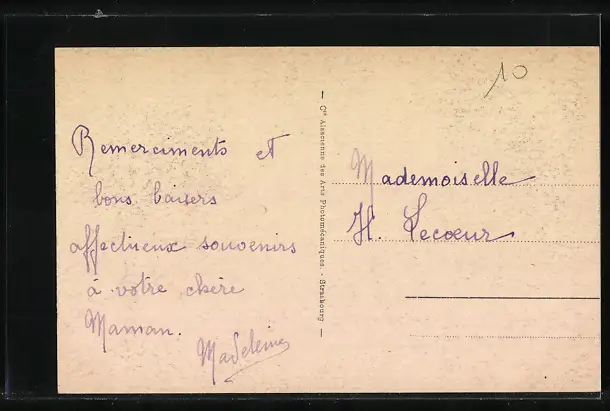 10
Remerciments et
bons baisers
affectueux souvenirs
à votre chère
Maman.
Madeleine
— Cie Alsacienne des Arts Photomécaniques. - Strasbourg —
Mademoiselle
H. Lecoeur